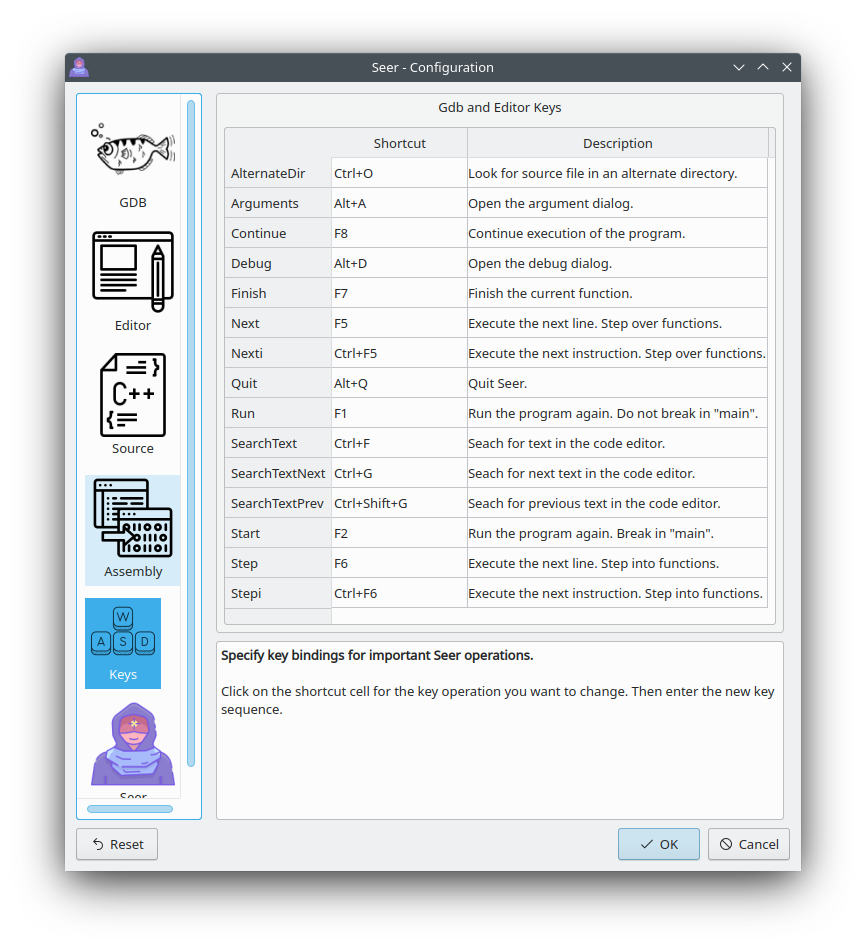 Seer - Configuration
GDB
Editor
C++
Source
Assembly
W
A S D
Keys
Seer
Gdb and Editor Keys
Shortcut Description
AlternateDir Ctrl+O Look for source file in an alternate directory.
Arguments Alt+A Open the argument dialog.
Continue F8 Continue execution of the program.
Debug Alt+D Open the debug dialog.
Finish F7 Finish the current function.
Next F5 Execute the next line. Step over functions.
Nexti Ctrl+F5 Execute the next instruction. Step over functions.
Quit Alt+Q Quit Seer.
Run F1 Run the program again. Do not break in "main".
SearchText Ctrl+F Seach for text in the code editor.
SearchTextNext Ctrl+G Seach for next text in the code editor.
SearchTextPrev Ctrl+Shift+G Seach for previous text in the code editor.
Start F2 Run the program again. Break in "main".
Step F6 Execute the next line. Step into functions.
Stepi Ctrl+F6 Execute the next instruction. Step into functions.
Specify key bindings for important Seer operations.
Click on the shortcut cell for the key operation you want to change. Then enter the new key
sequence.
Reset OK Cancel